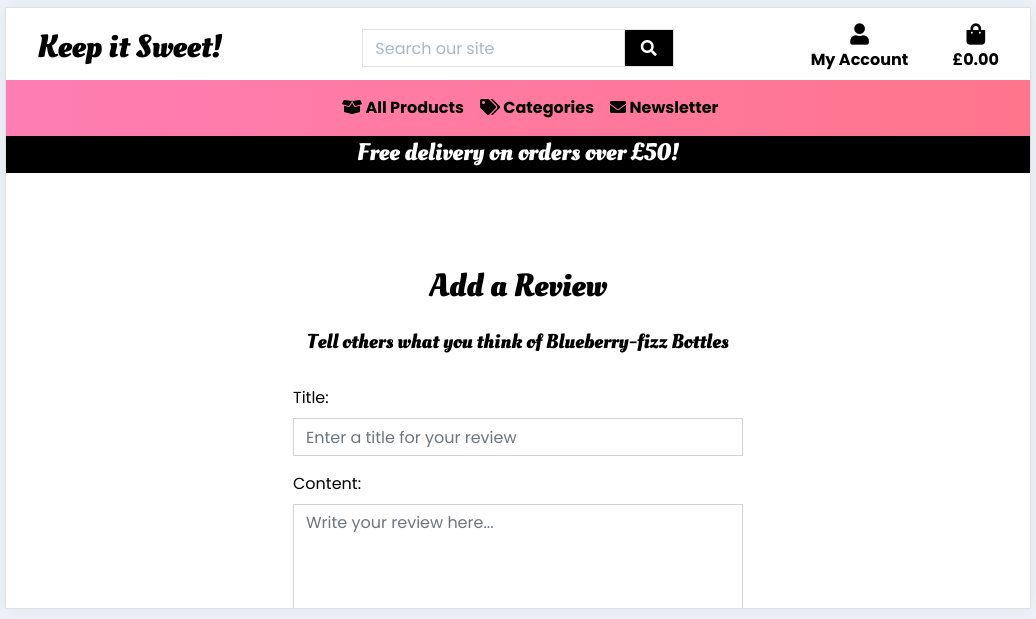 Keep it Sweet!
Search our site
My Account
£0.00
All Products Categories Newsletter
Free delivery on orders over £50!
Add a Review
Tell others what you think of Blueberry-fizz Bottles
Title:
Enter a title for your review
Content:
Write your review here...